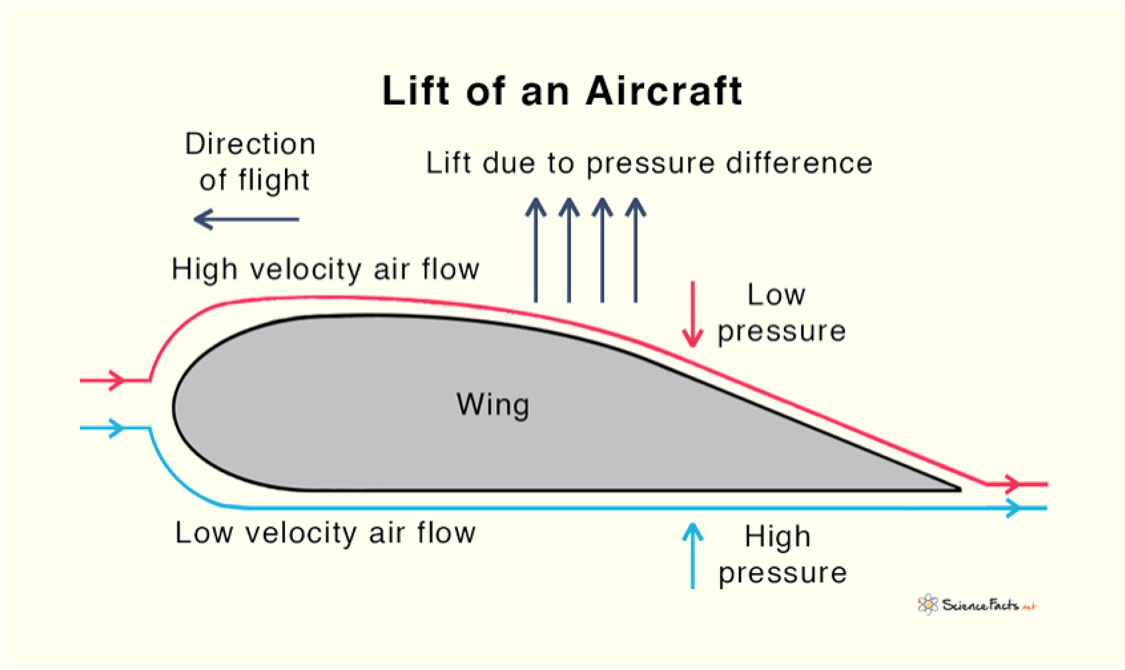 Lift of an Aircraft
Direction
of flight
Lift due to pressure difference
High velocity air flow
Low
pressure
Wing
Low velocity air flow
High
pressure
ScienceFacts.net